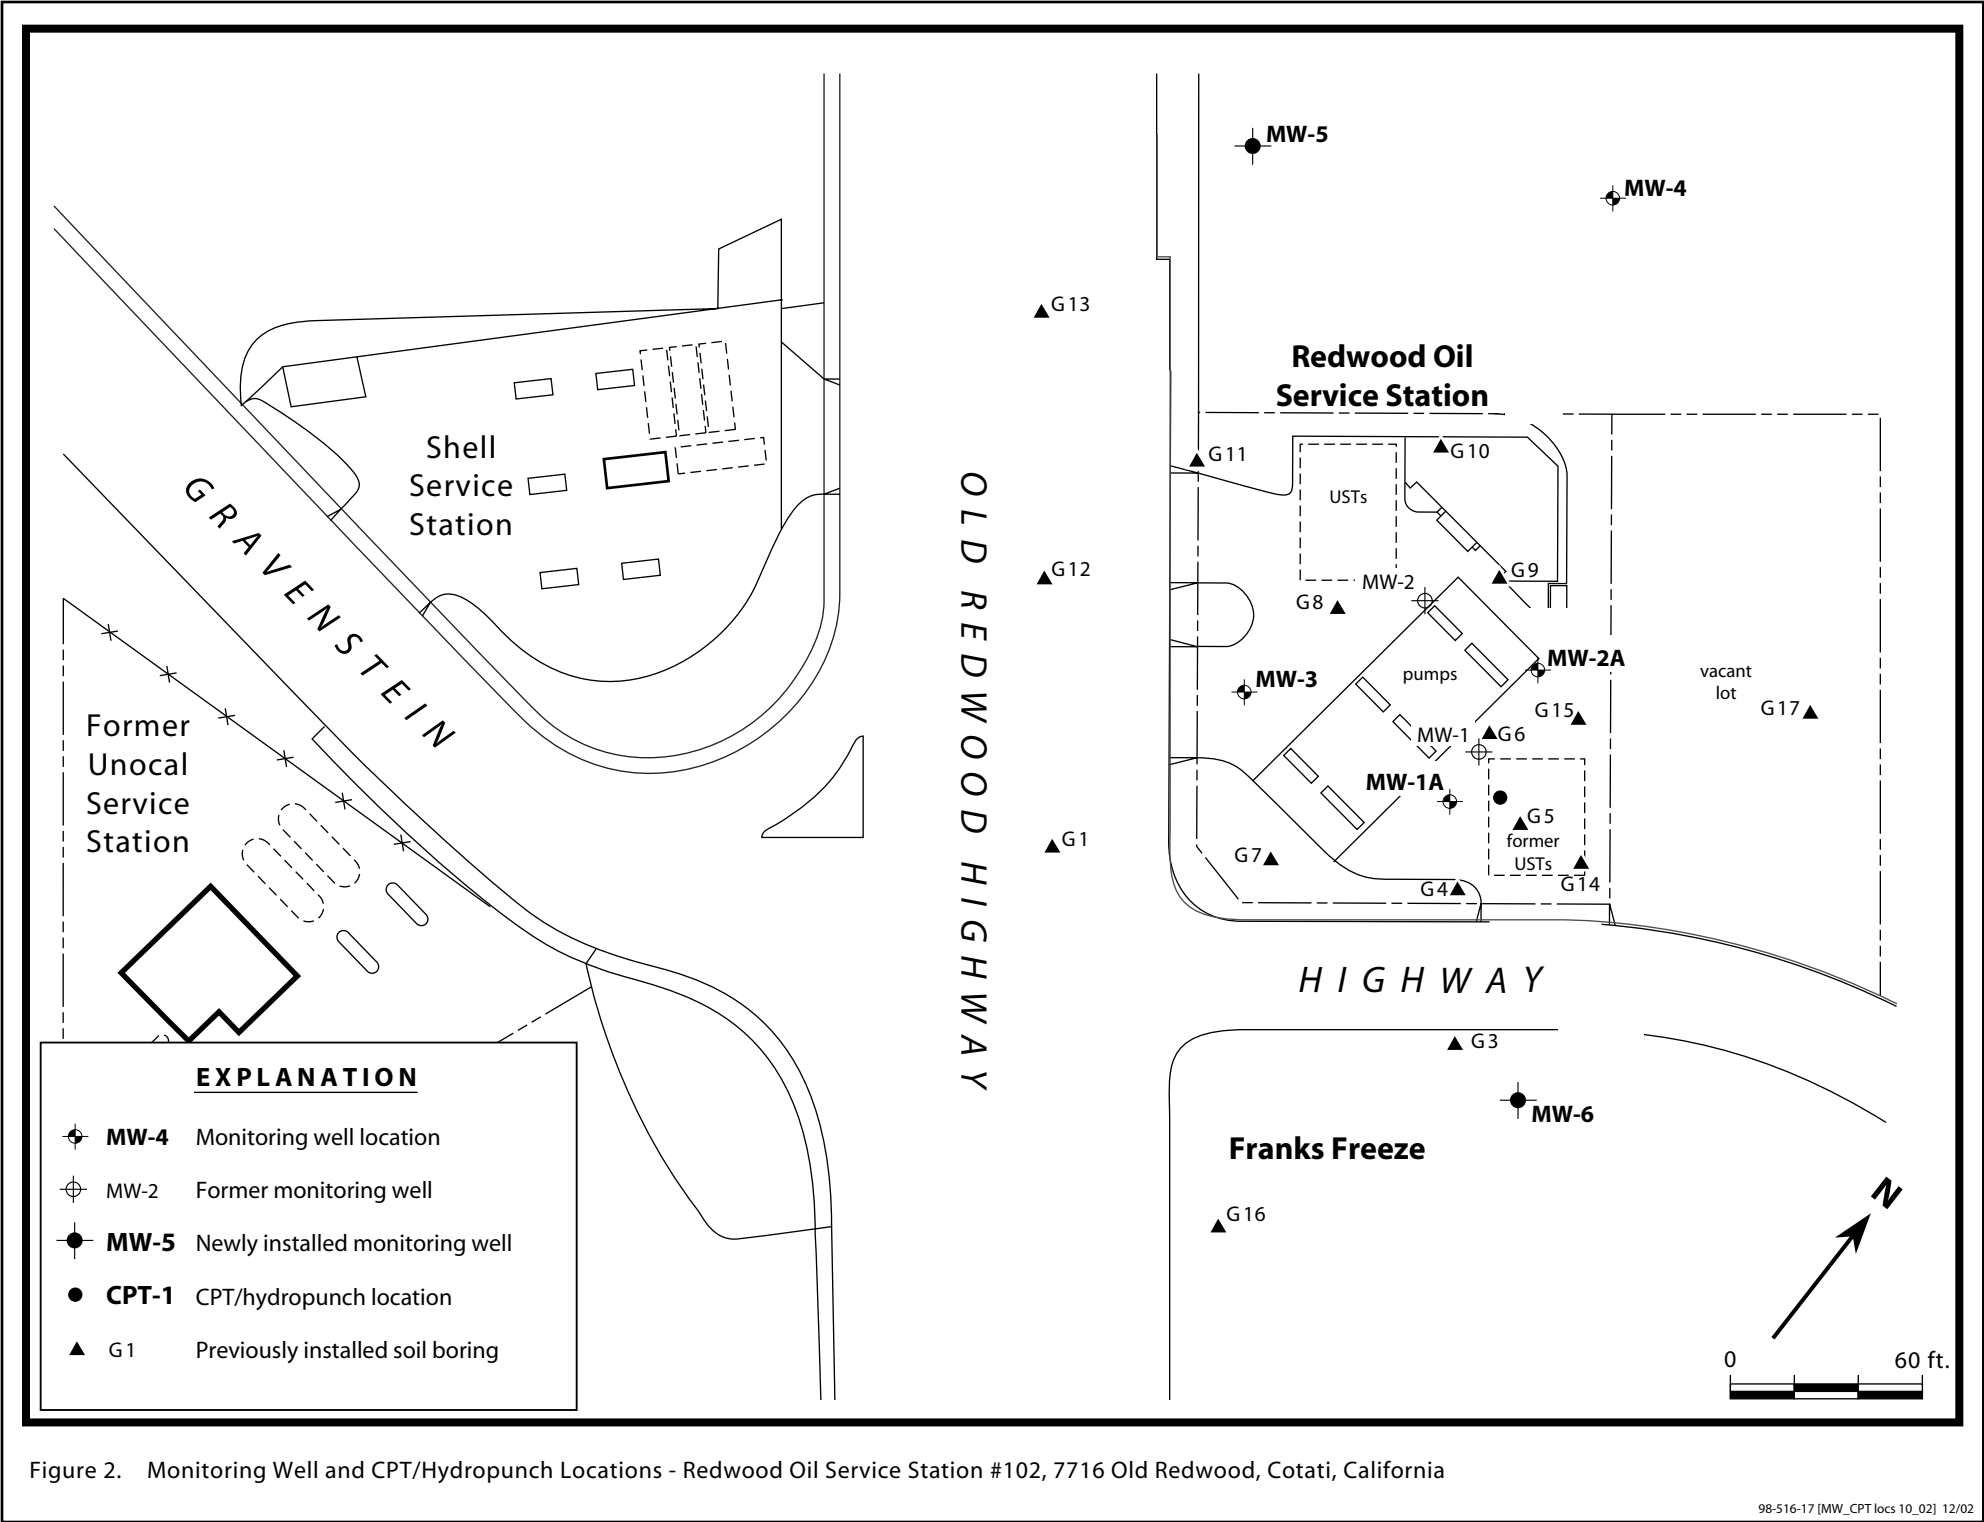 MW-5
MW-4
G13
Redwood Oil
Service Station
G11
G10
Shell
Service
Station
USTs
GRAVENSTEIN
OLD REDWOOD HIGHWAY
G12
MW-2
G9
G8
MW-2A
MW-3
pumps
vacant
lot
G15
G17
MW-1
G6
Former
Unocal
Service
Station
MW-1A
G5
former
USTs
G1
G7
G4
G14
HIGHWAY
G3
MW-6
Franks Freeze
G16
N
0 60 ft.
EXPLANATION
MW-4 Monitoring well location
MW-2 Former monitoring well
MW-5 Newly installed monitoring well
CPT-1 CPT/hydropunch location
G1 Previously installed soil boring
Figure 2. Monitoring Well and CPT/Hydropunch Locations - Redwood Oil Service Station #102, 7716 Old Redwood, Cotati, California
98-516-17 [MW_CPT locs 10_02] 12/02